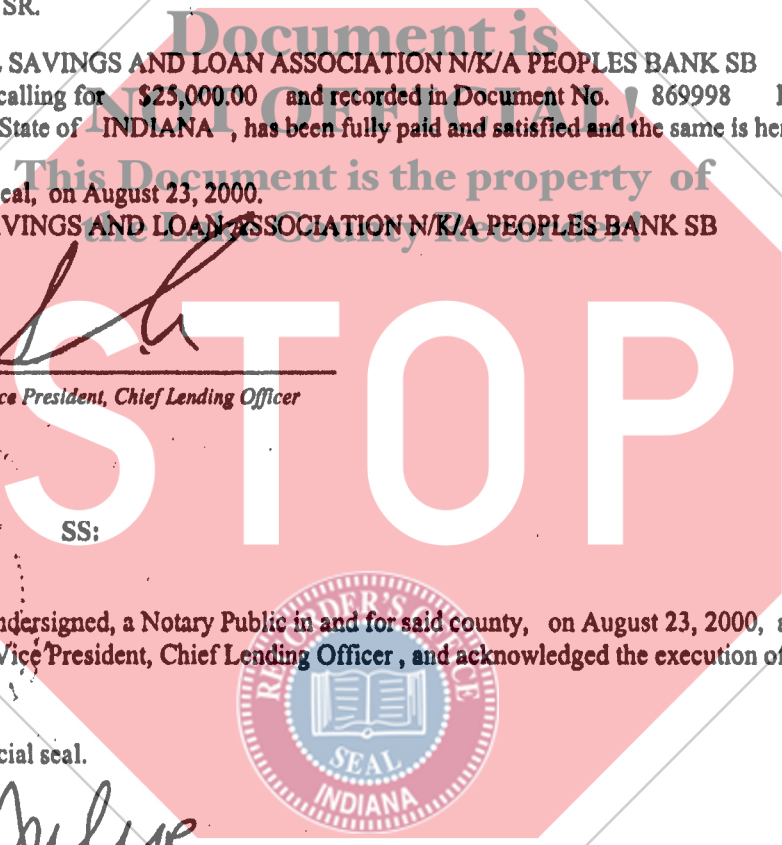 SR.
Document is
SAVINGS AND LOAN ASSOCIATION N/K/A PEOPLES BANK SB
calling for $25,000.00 and recorded in Document No. 869998
NOT OFFICIAL!
State of INDIANA , has been fully paid and satisfied and the same is her
This Document is the property of
eal, on August 23, 2000.
the Lake County Recorder!
VINGS AND LOAN ASSOCIATION N/K/A PEOPLES BANK SB
ce President, Chief Lending Officer
STOP
SS:
ndersigned, a Notary Public in and for said county, on August 23, 2000, a
Vice President, Chief Lending Officer , and acknowledged the execution of
RECORDER'S OFFICE
SEAL
INDIANA
cial seal.